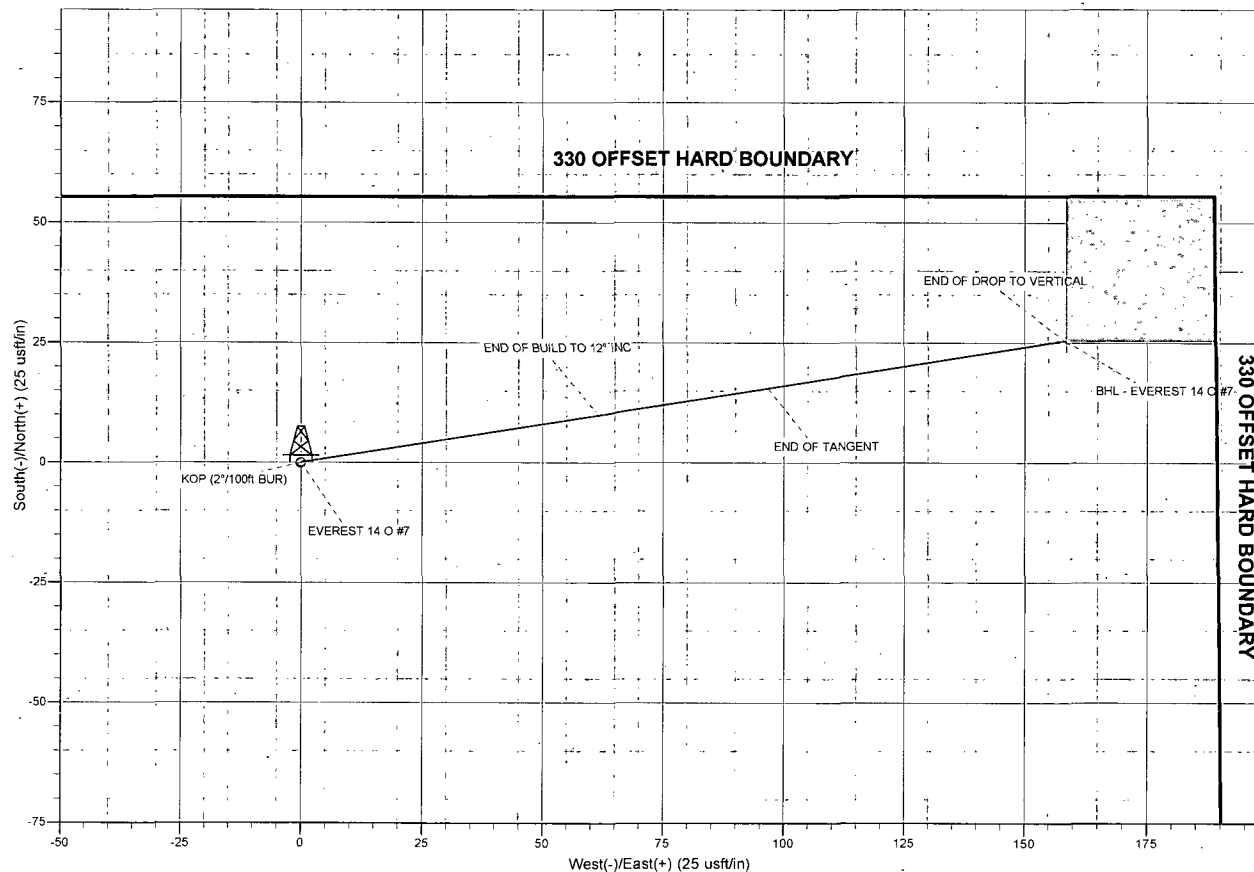 75
330 OFFSET HARD BOUNDARY
50
END OF DROP TO VERTICAL
25
END OF BUILD TO 12° INC
330 OFFSET HARD BOUNDARY
BHL - EVEREST 14 O #7
END OF TANGENT
South(-)/North(+) (25 usft/in)
0
KOP (2°/100ft BUR)
EVEREST 14 O #7
-25
-50
-75
-50 -25 0 25 50 75 100 125 150 175
West(-)/East(+) (25 usft/in)